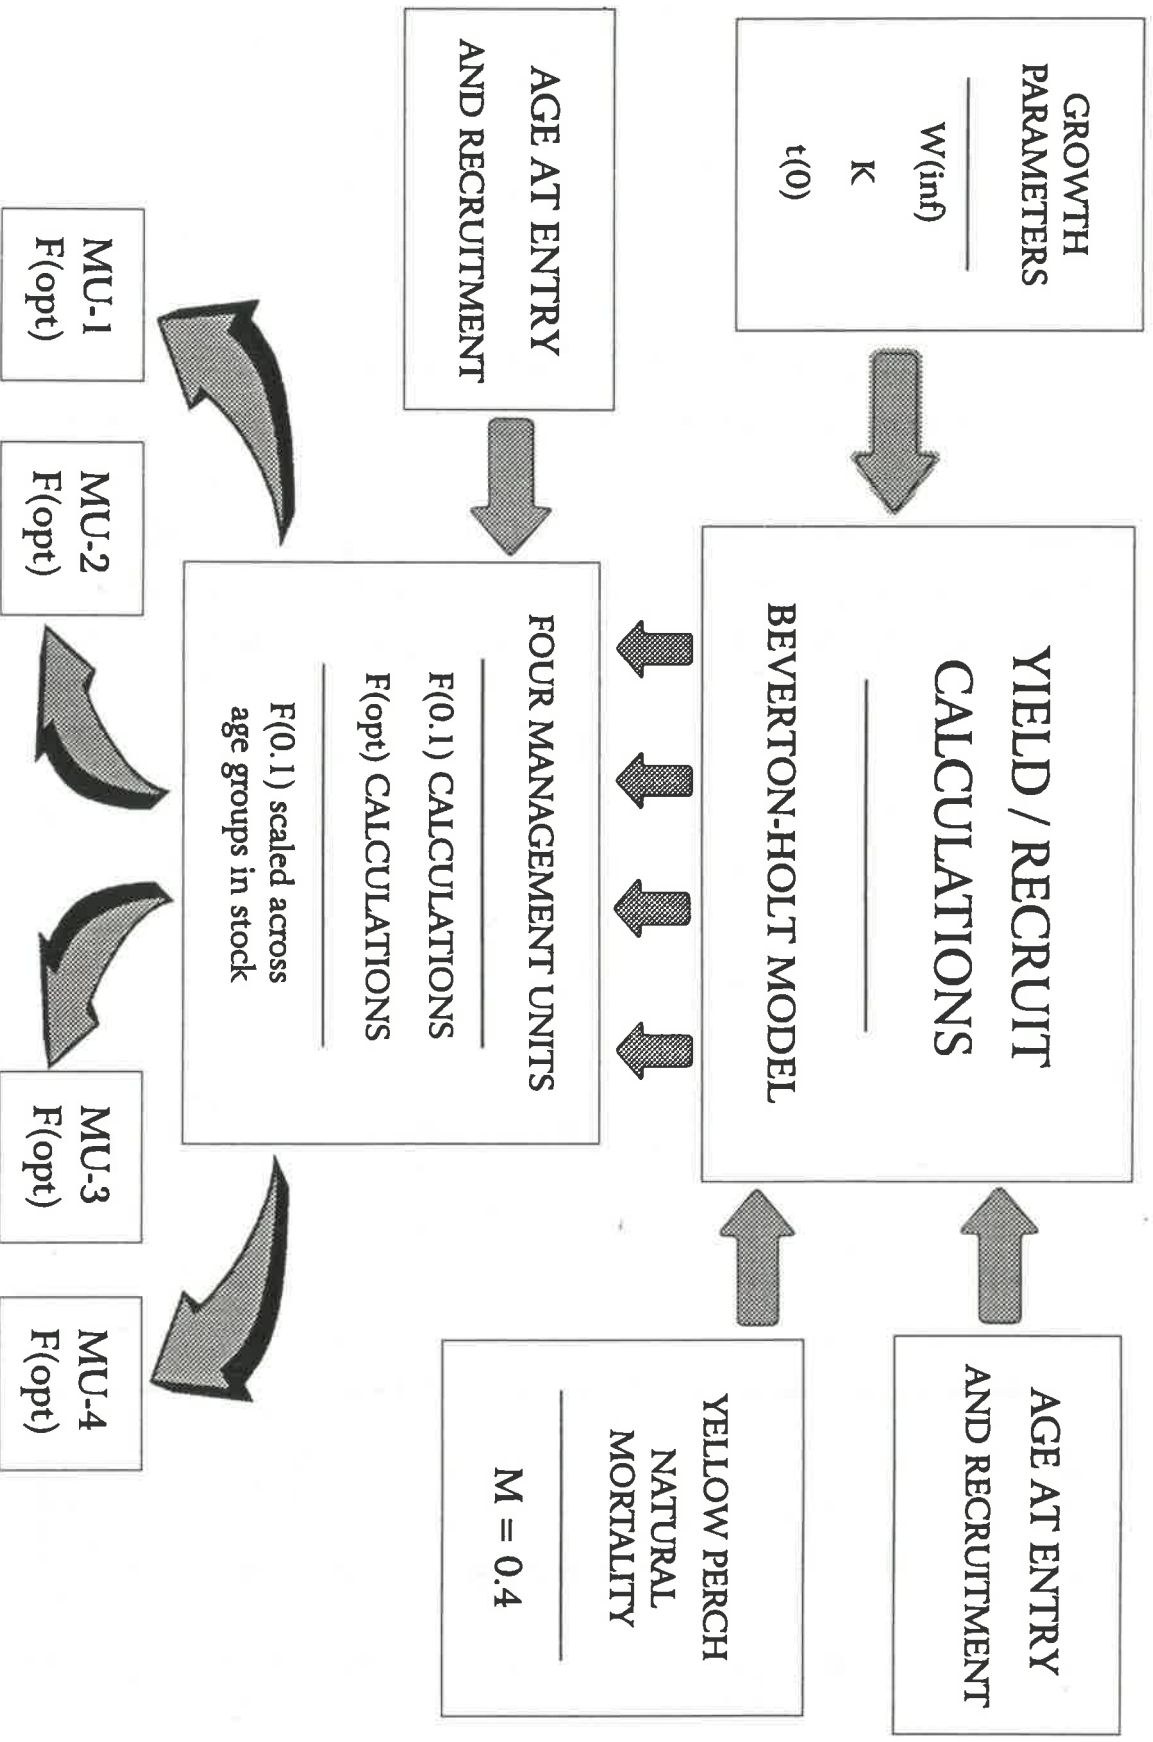 GROWTH
PARAMETERS
W(inf)
K
t(0)
YIELD / RECRUIT
CALCULATIONS
BEVERTON-HOLT MODEL
AGE AT ENTRY
AND RECRUITMENT
YELLOW PERCH
NATURAL
MORTALITY
M = 0.4
AGE AT ENTRY
AND RECRUITMENT
FOUR MANAGEMENT UNITS
F(0.1) CALCULATIONS
F(opt) CALCULATIONS
F(0.1) scaled across
age groups in stock
MU-1
F(opt)
MU-2
F(opt)
MU-3
F(opt)
MU-4
F(opt)